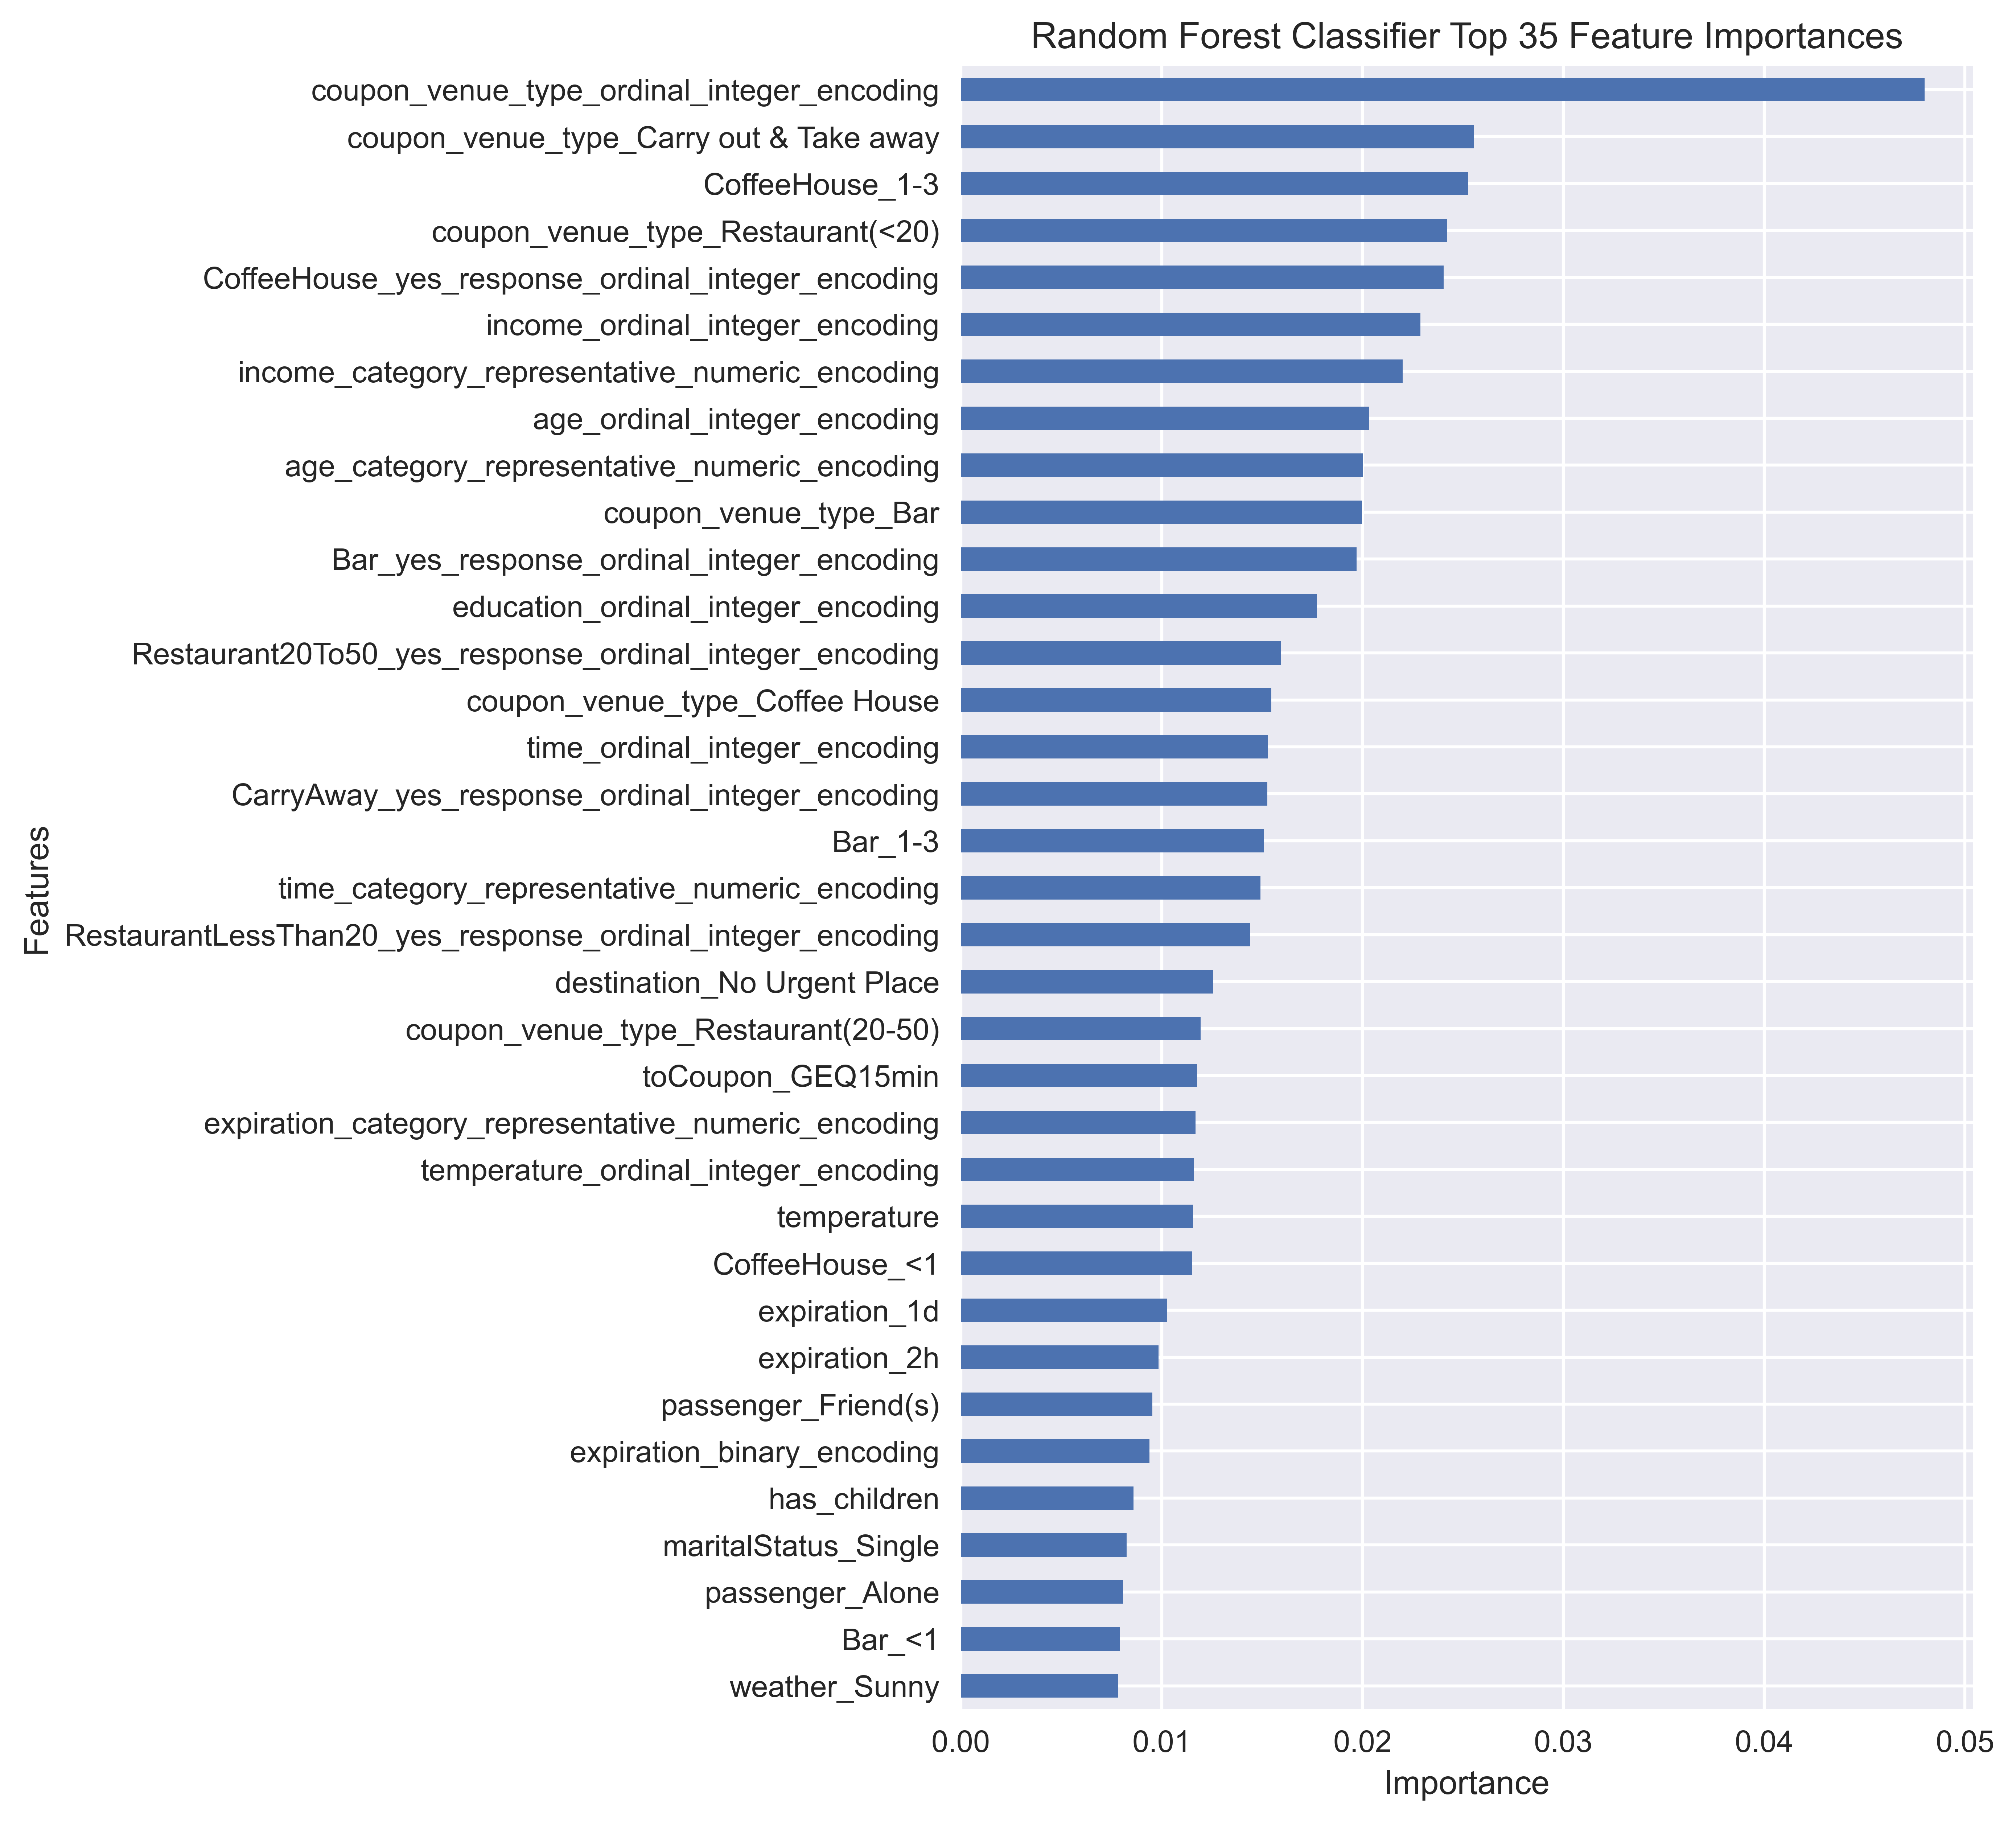 Random Forest Classifier Top 35 Feature Importances
coupon_venue_type_ordinal_integer_encoding
coupon_venue_type_Carry out & Take away
CoffeeHouse_1-3
coupon_venue_type_Restaurant(<20)
CoffeeHouse_yes_response_ordinal_integer_encoding
income_ordinal_integer_encoding
income_category_representative_numeric_encoding
age_ordinal_integer_encoding
age_category_representative_numeric_encoding
coupon_venue_type_Bar
Bar_yes_response_ordinal_integer_encoding
education_ordinal_integer_encoding
Restaurant20To50_yes_response_ordinal_integer_encoding
coupon_venue_type_Coffee House
time_ordinal_integer_encoding
CarryAway_yes_response_ordinal_integer_encoding
Bar_1-3
time_category_representative_numeric_encoding
RestaurantLessThan20_yes_response_ordinal_integer_encoding
destination_No Urgent Place
coupon_venue_type_Restaurant(20-50)
toCoupon_GEQ15min
expiration_category_representative_numeric_encoding
temperature_ordinal_integer_encoding
temperature
CoffeeHouse_<1
expiration_1d
expiration_2h
passenger_Friend(s)
expiration_binary_encoding
has_children
maritalStatus_Single
passenger_Alone
Bar_<1
weather_Sunny
Features
0.00 0.01 0.02 0.03 0.04 0.05
Importance